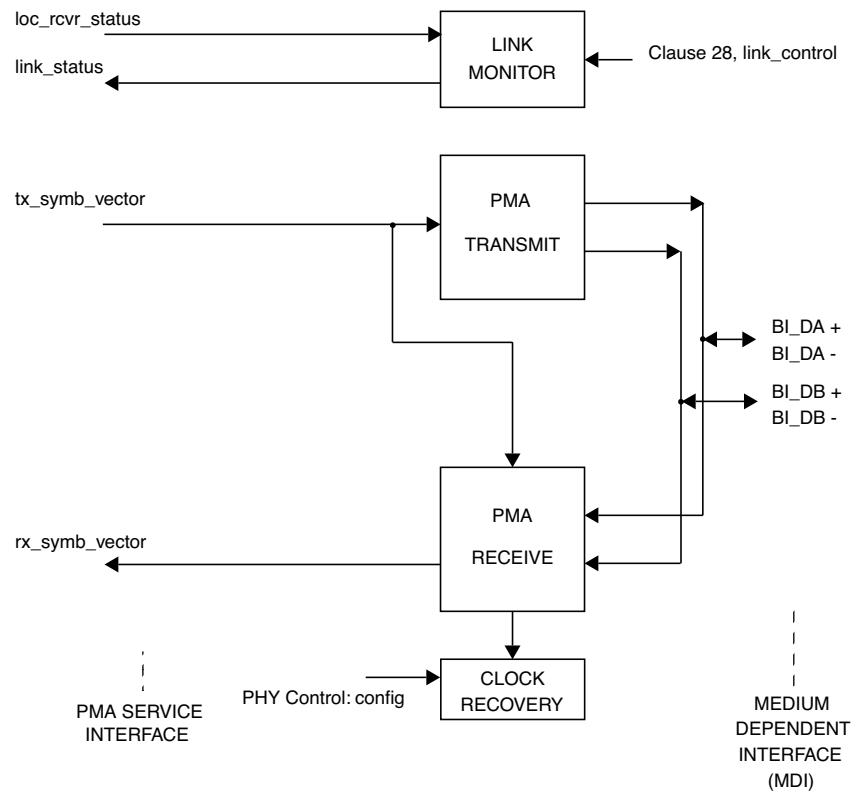 loc_rcvr_status
link_status
LINK
MONITOR
Clause 28, link_control
tx_symb_vector
PMA
TRANSMIT
BI_DA +
BI_DA -
BI_DB +
BI_DB -
rx_symb_vector
PMA
RECEIVE
PHY Control: config
CLOCK
RECOVERY
PMA SERVICE
INTERFACE
MEDIUM
DEPENDENT
INTERFACE
(MDI)